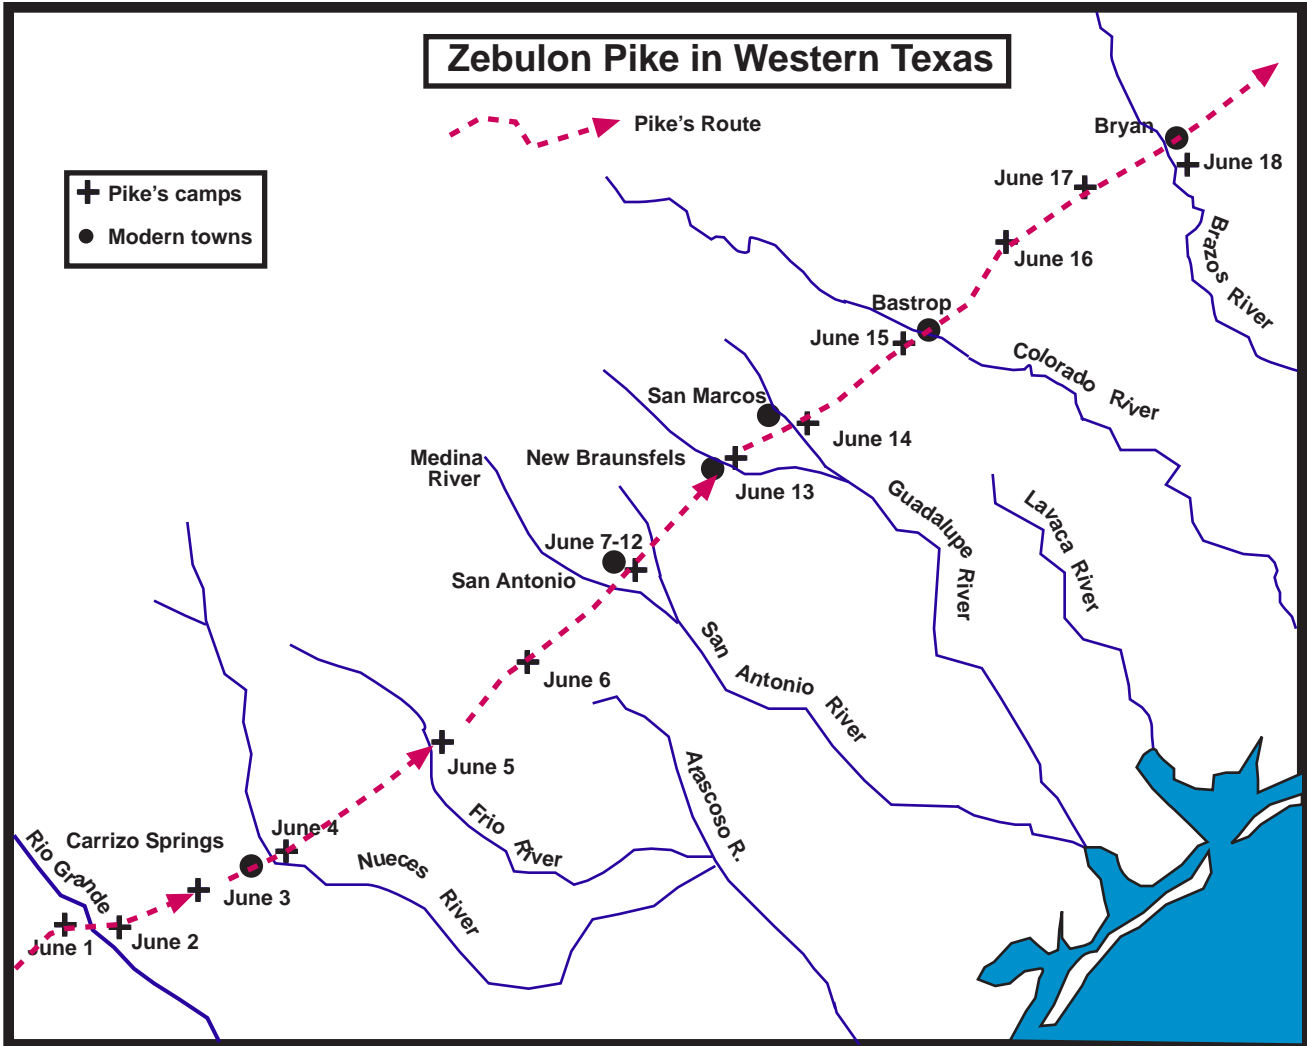 Zebulon Pike in Western Texas
Pike's Route
Pike's camps
Modern towns
Bryan
June 18
June 17
June 16
Brazos River
Bastrop
June 15
Colorado River
San Marcos
June 14
New Braunsfels
June 13
Medina
River
Guadalupe River
Lavaca River
June 7-12
San Antonio
San Antonio River
June 6
June 5
Atascoso R.
Frio River
June 4
Carrizo Springs
Nueces River
June 3
Rio Grande
June 2
June 1